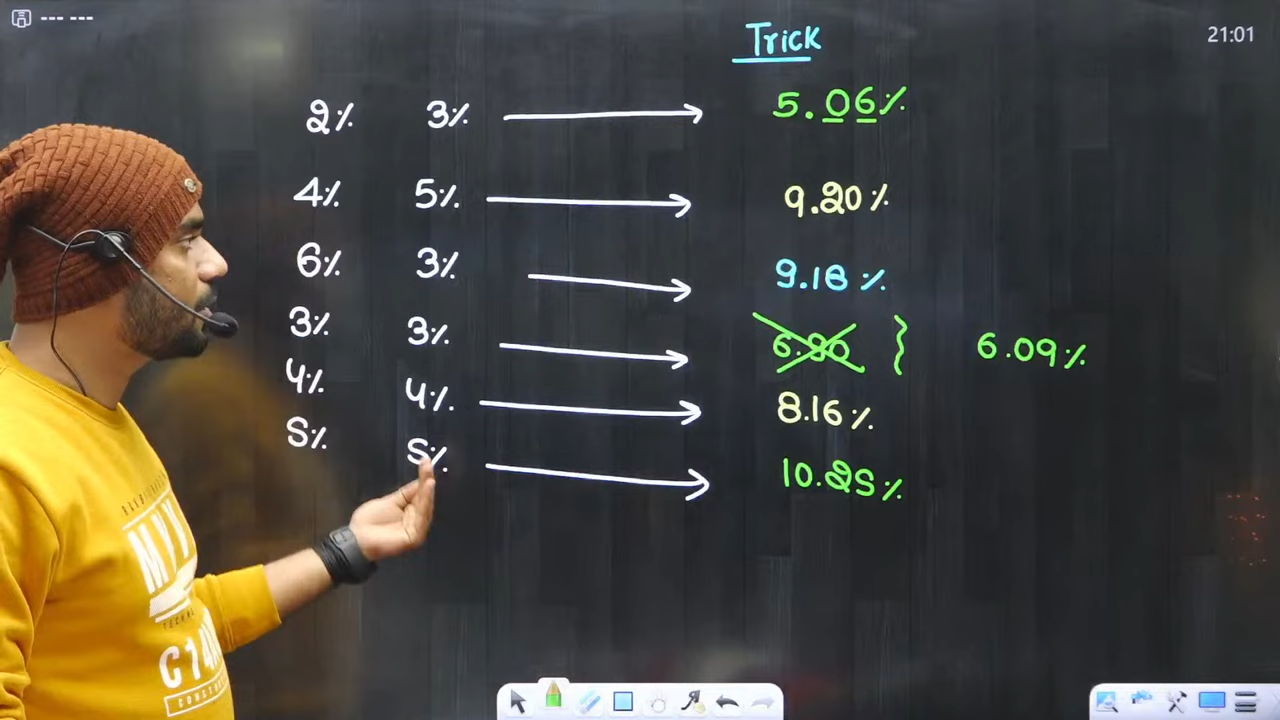 --- ---
Trick
21:01
2% 3% → 5.06%
4% 5% → 9.20%
6% 3% → 9.18%
3% 3% → 6.90 } 6.09%
4% 4% → 8.16%
5% 5% → 10.25%